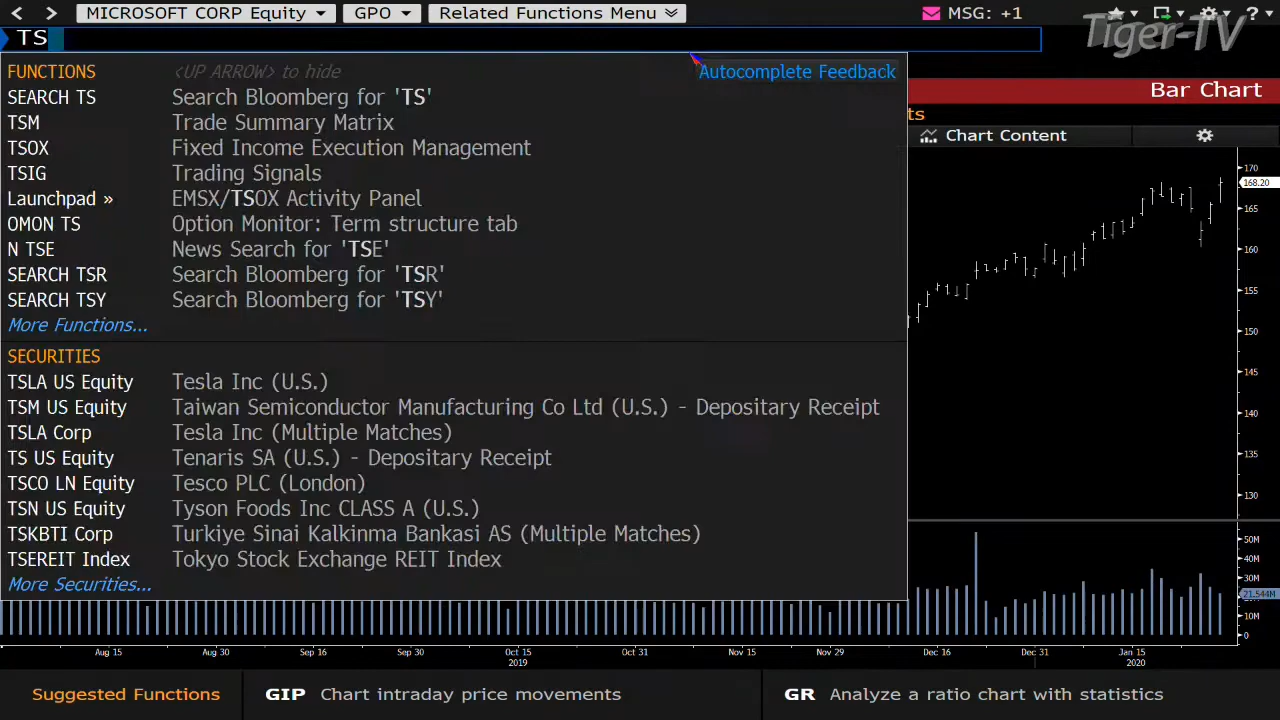 MICROSOFT CORP Equity GPO Related Functions Menu MSG: +1 ?
TS
Tiger-TV
FUNCTIONS <UP ARROW> to hide Autocomplete Feedback
SEARCH TS Search Bloomberg for 'TS'
Bar Chart
TSM Trade Summary Matrix
ts
TSOX Fixed Income Execution Management
Chart Content
TSIG Trading Signals
Launchpad » EMSX/TSOX Activity Panel
OMON TS Option Monitor: Term structure tab
N TSE News Search for 'TSE'
SEARCH TSR Search Bloomberg for 'TSR'
SEARCH TSY Search Bloomberg for 'TSY'
More Functions...
SECURITIES
TSLA US Equity Tesla Inc (U.S.)
TSM US Equity Taiwan Semiconductor Manufacturing Co Ltd (U.S.) - Depositary Receipt
TSLA Corp Tesla Inc (Multiple Matches)
TS US Equity Tenaris SA (U.S.) - Depositary Receipt
TSCO LN Equity Tesco PLC (London)
TSN US Equity Tyson Foods Inc CLASS A (U.S.)
TSKBTI Corp Turkiye Sinai Kalkinma Bankasi AS (Multiple Matches)
TSEREIT Index Tokyo Stock Exchange REIT Index
More Securities...
170
168.20
165
160
155
150
145
140
135
130
50M
40M
30M
21.544M
10M
0
Aug 15 Aug 30 Sep 16 Sep 30 Oct 15 Oct 31 Nov 15 Nov 29 Dec 16 Dec 31 Jan 15
2019 2020
Suggested Functions GIP Chart intraday price movements GR Analyze a ratio chart with statistics